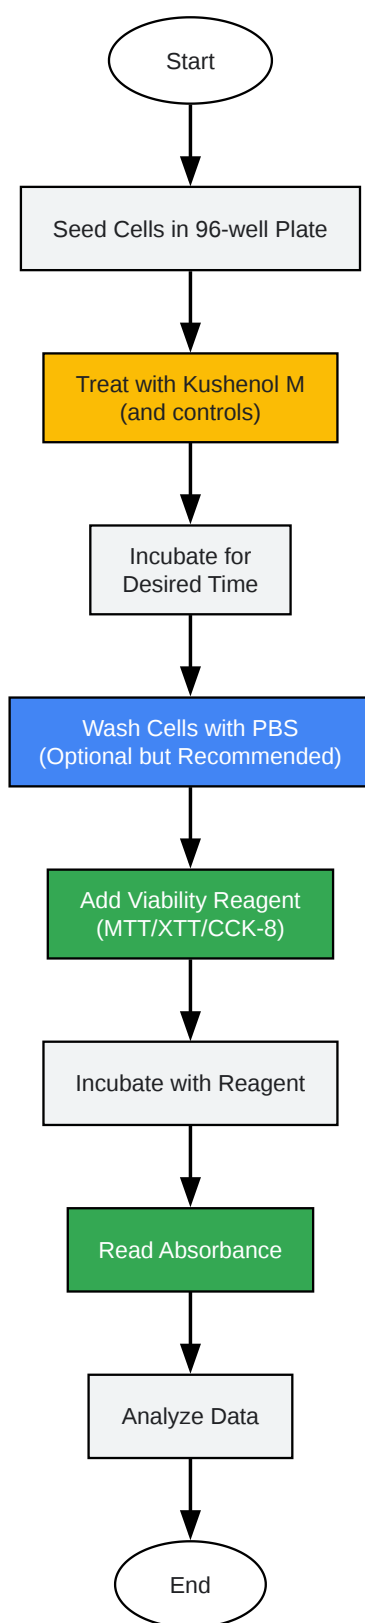 Start
Seed Cells in 96-well Plate
Treat with Kushenol M
(and controls)
Incubate for
Desired Time
Wash Cells with PBS
(Optional but Recommended)
Add Viability Reagent
(MTT/XTT/CCK-8)
Incubate with Reagent
Read Absorbance
Analyze Data
End